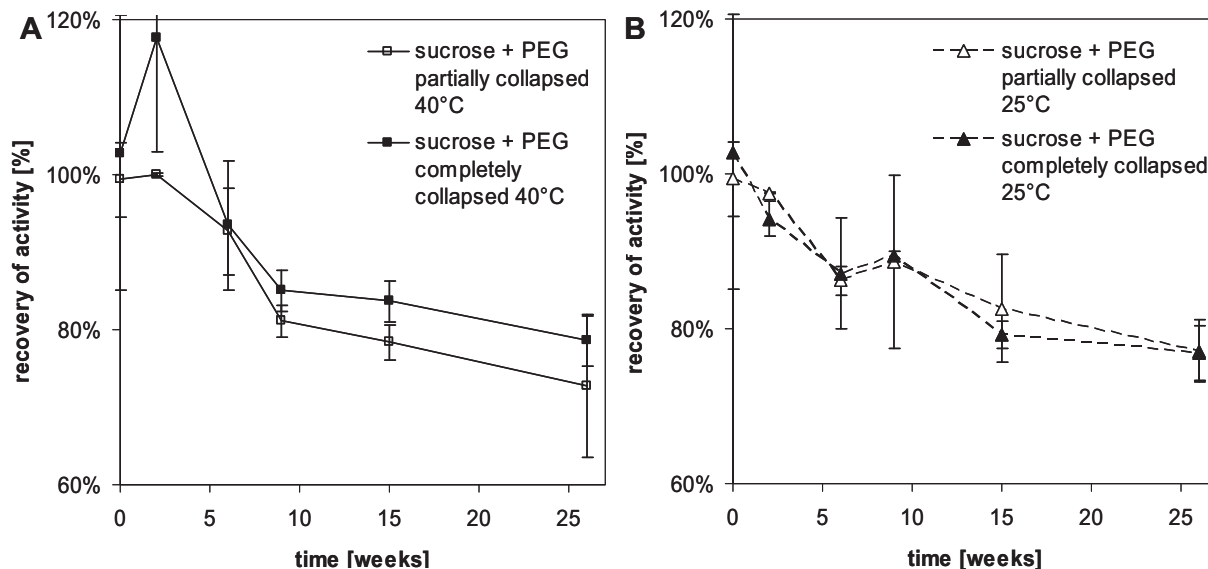 A
recovery of activity [%]
120%
100%
80%
60%
sucrose + PEG
partially collapsed
40°C
sucrose + PEG
completely
collapsed 40°C
0 5 10 15 20 25
time [weeks]
B
recovery of activity [%]
120%
100%
80%
60%
sucrose + PEG
partially collapsed
25°C
sucrose + PEG
completely collapsed
25°C
0 5 10 15 20 25
time [weeks]